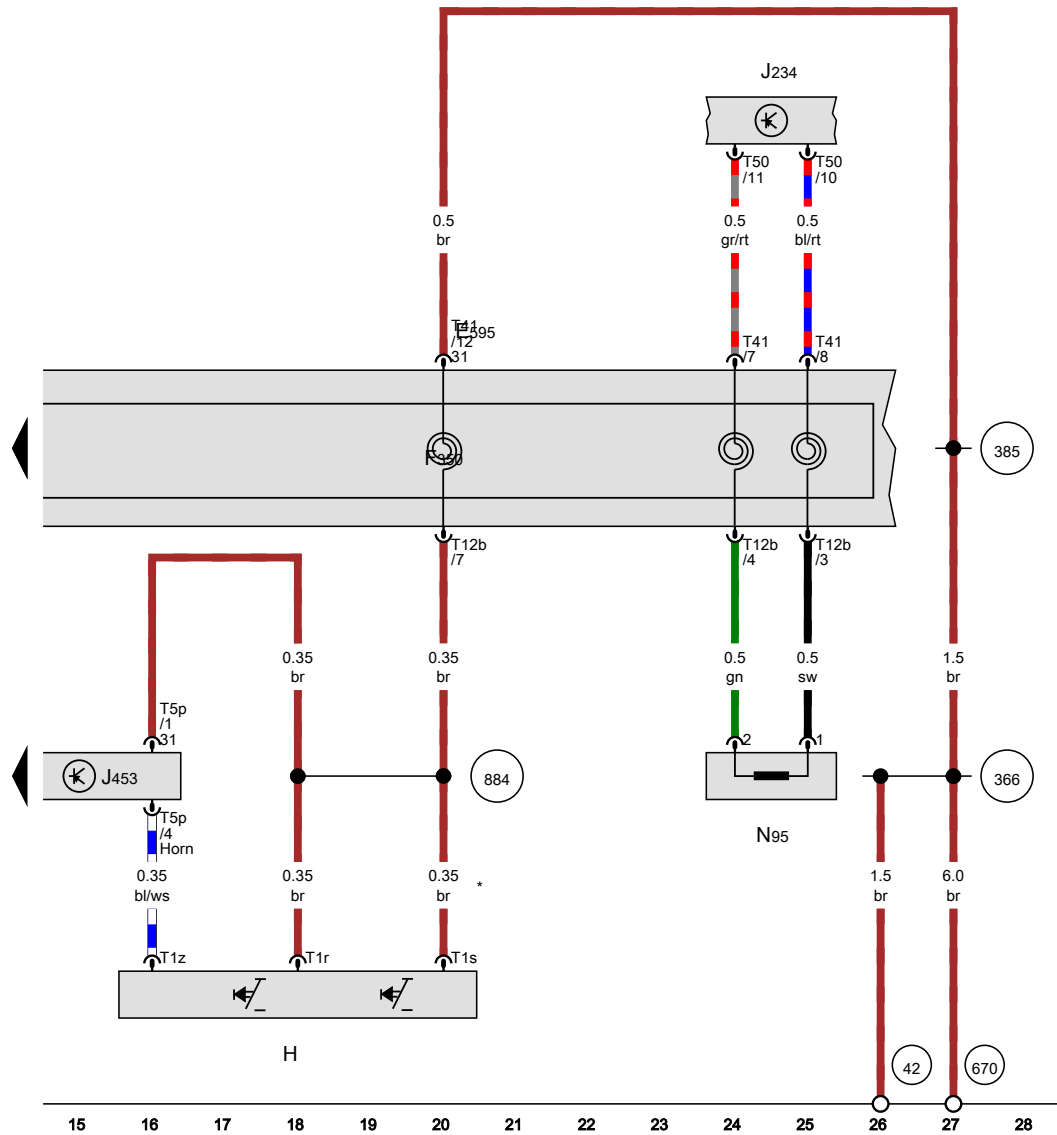 J234
T50
/11
T50
/10
0.5
br
0.5
gr/rt
0.5
bl/rt
T41
/12
31
E595
T41
/7
T41
/8
F350
385
T12b
/7
T12b
/4
T12b
/3
0.35
br
0.35
br
0.5
gn
0.5
sw
1.5
br
T5p
/1
31
2
1
J453
884
366
T5p
/4
Horn
N95
0.35
bl/ws
0.35
br
0.35
br
*
1.5
br
6.0
br
T1z
T1r
T1s
H
42
670
15 16 17 18 19 20 21 22 23 24 25 26 27 28